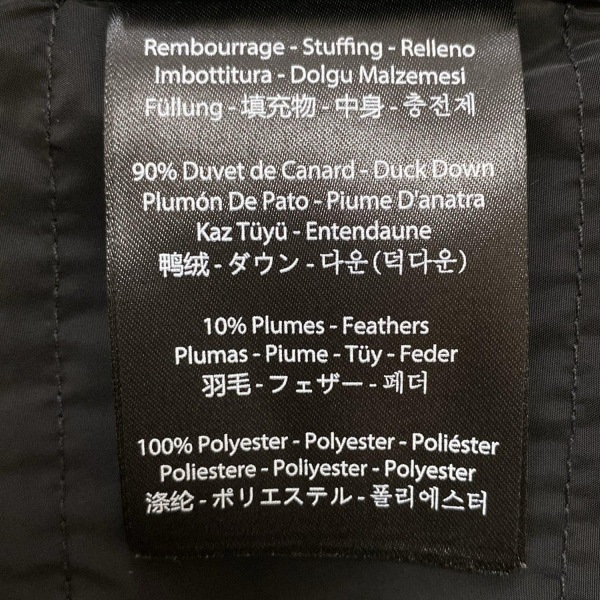 Rembourrage - Stuffing - Relleno
Imbottitura - Dolgu Malzemesi
Füllung - 填充物 - 中身 - 충전제
90% Duvet de Canard - Duck Down
Plumón De Pato - Piume D'anatra
Kaz Tüyü - Entendaune
鸭绒 - ダウン - 다운(덕다운)
10% Plumes - Feathers
Plumas - Piume - Tüy - Feder
羽毛 - フェザー - 페더
100% Polyester - Polyester - Poliéster
Poliestere - Poliyester - Polyester
涤纶 - ポリエステル - 폴리에스터